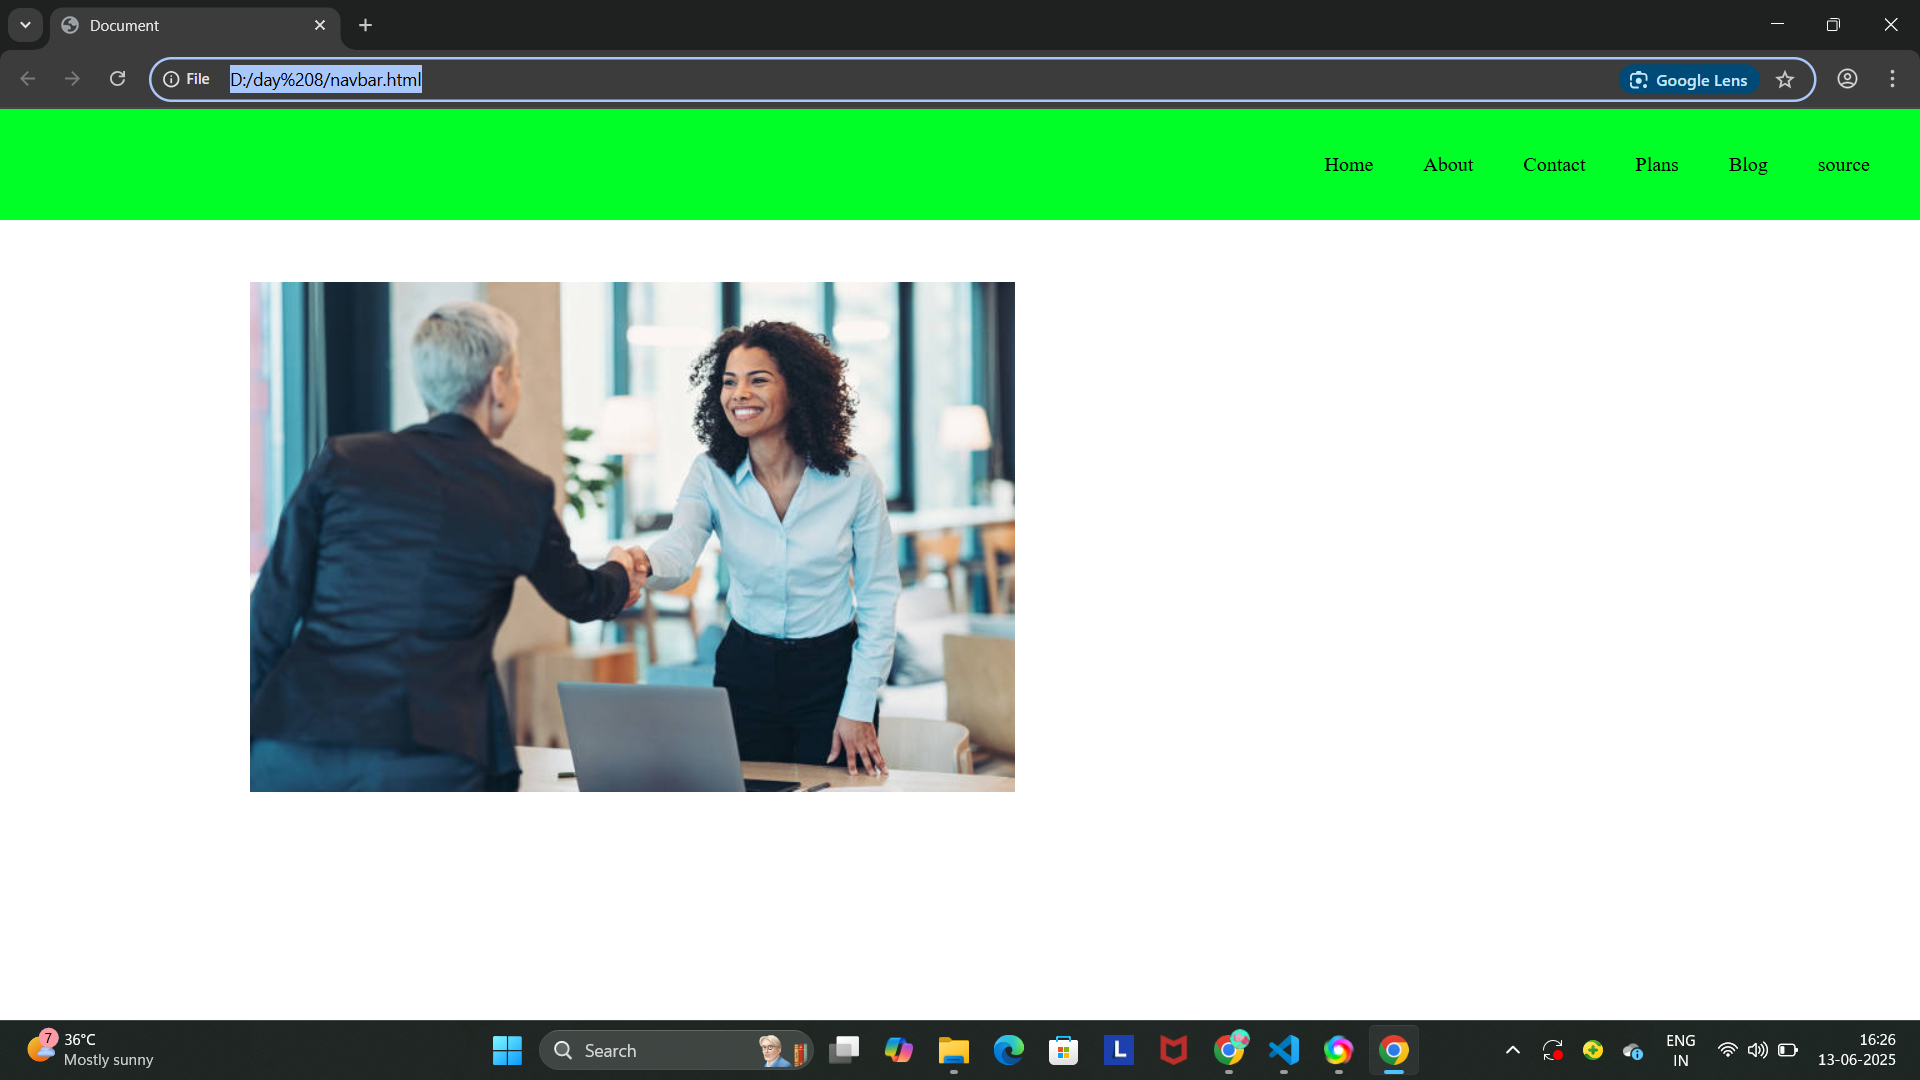 Document
File D:/day%208/navbar.html Google Lens
Home About Contact Plans Blog source
7 36°C
Mostly sunny
Search
L
ENG
IN
16:26
13-06-2025